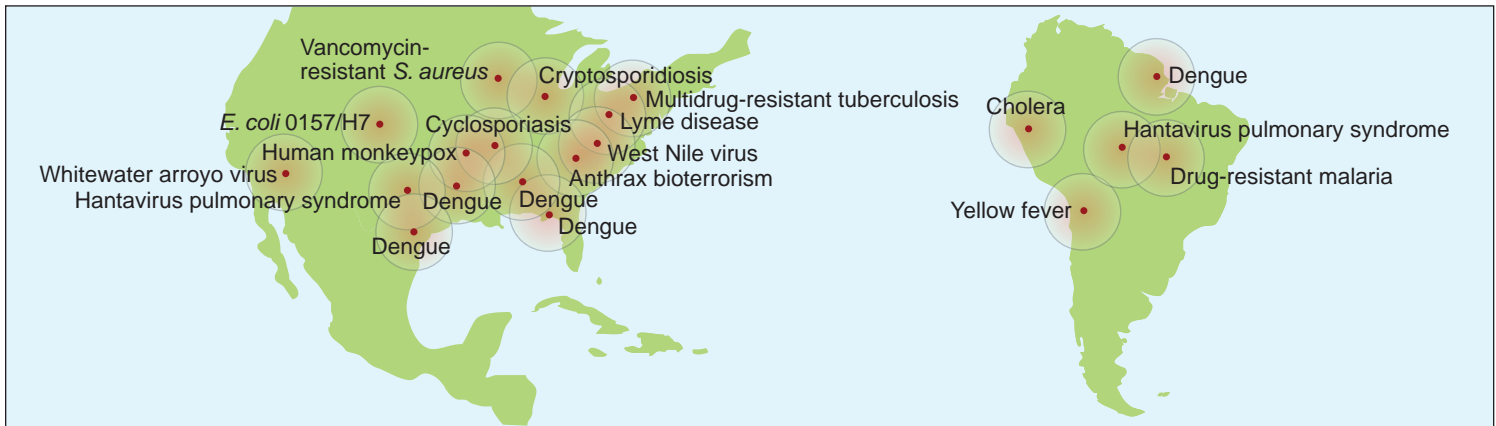 Vancomycin-
resistant S. aureus
Cryptosporidiosis
Multidrug-resistant tuberculosis
E. coli 0157/H7
Cyclosporiasis
Lyme disease
Human monkeypox
West Nile virus
Whitewater arroyo virus
Anthrax bioterrorism
Hantavirus pulmonary syndrome
Dengue
Dengue
Dengue
Dengue
Dengue
Cholera
Hantavirus pulmonary syndrome
Drug-resistant malaria
Yellow fever